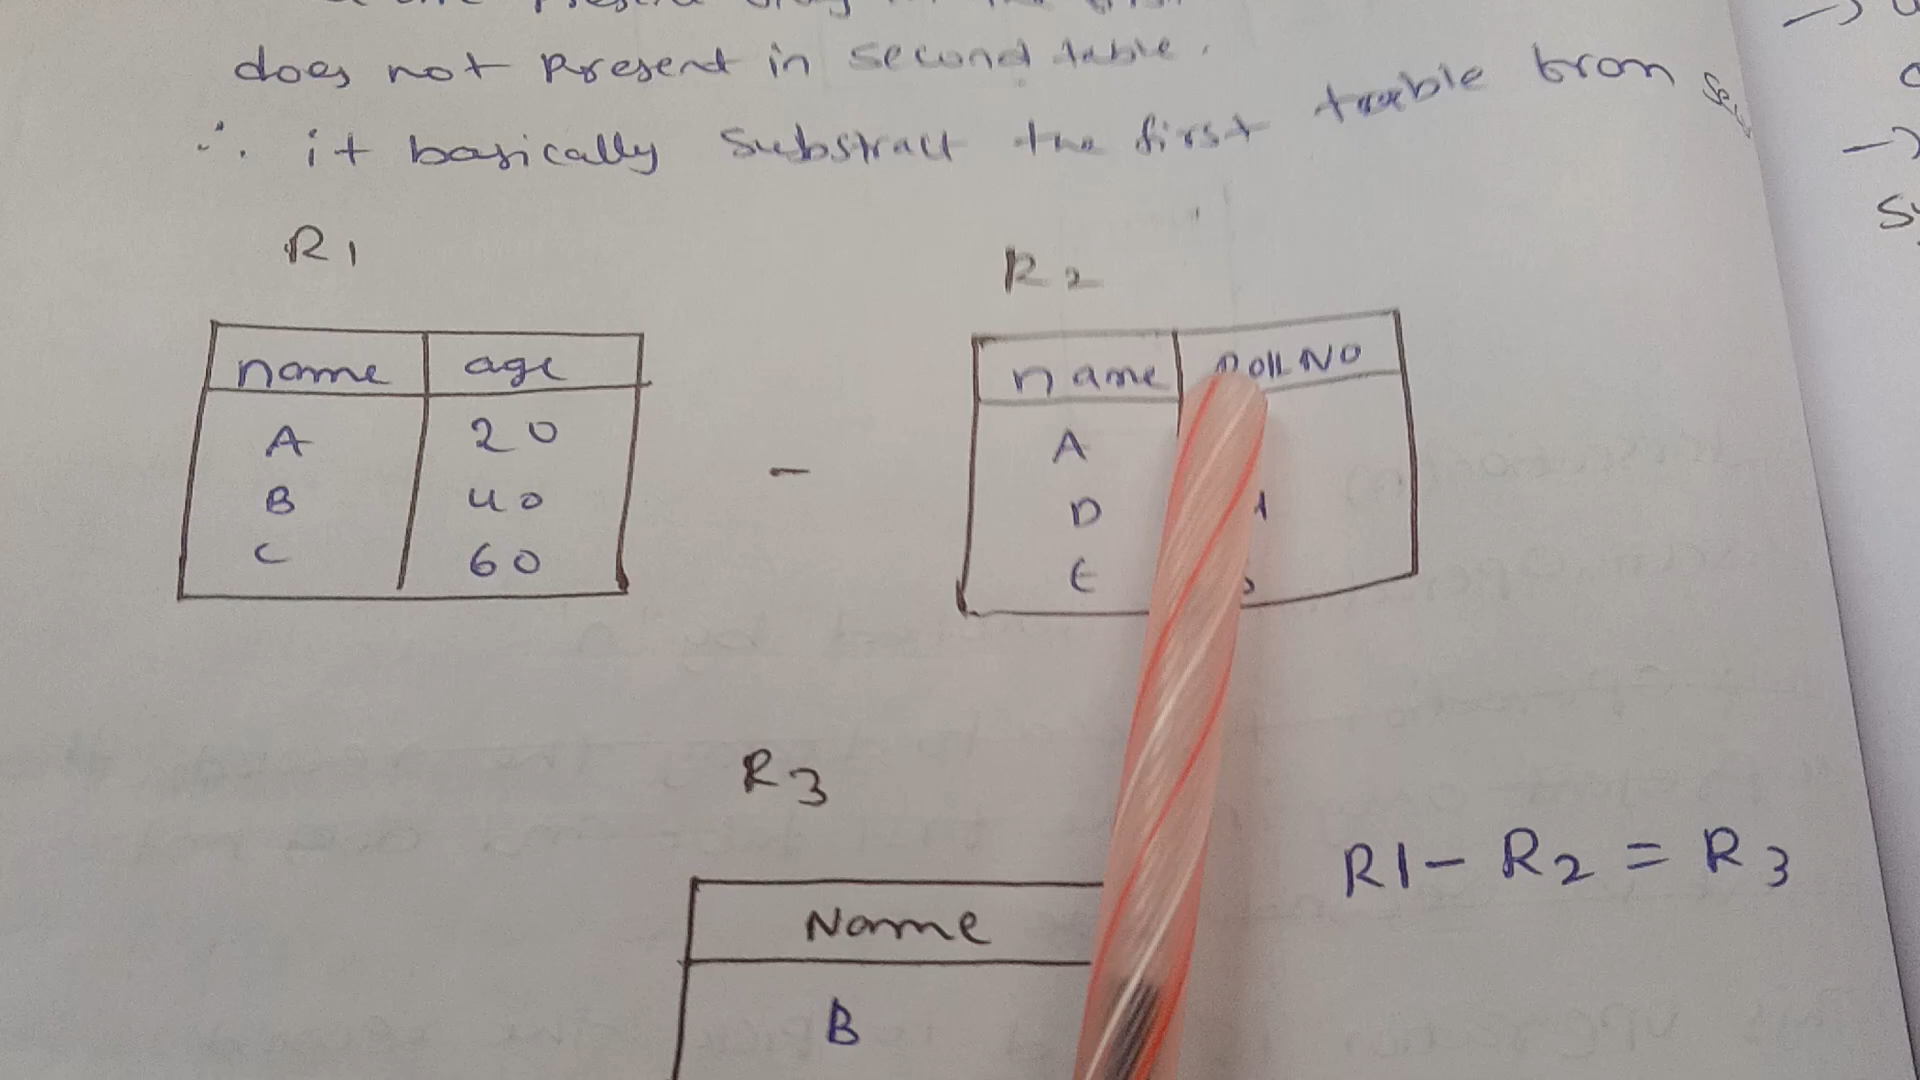 does not present in second table.
∴ it basically substract the first table from
R1
R2
name age
A 20
B 40
C 60
-
name Roll NO
A
D
E
R3
R1 - R2 = R3
Name
B